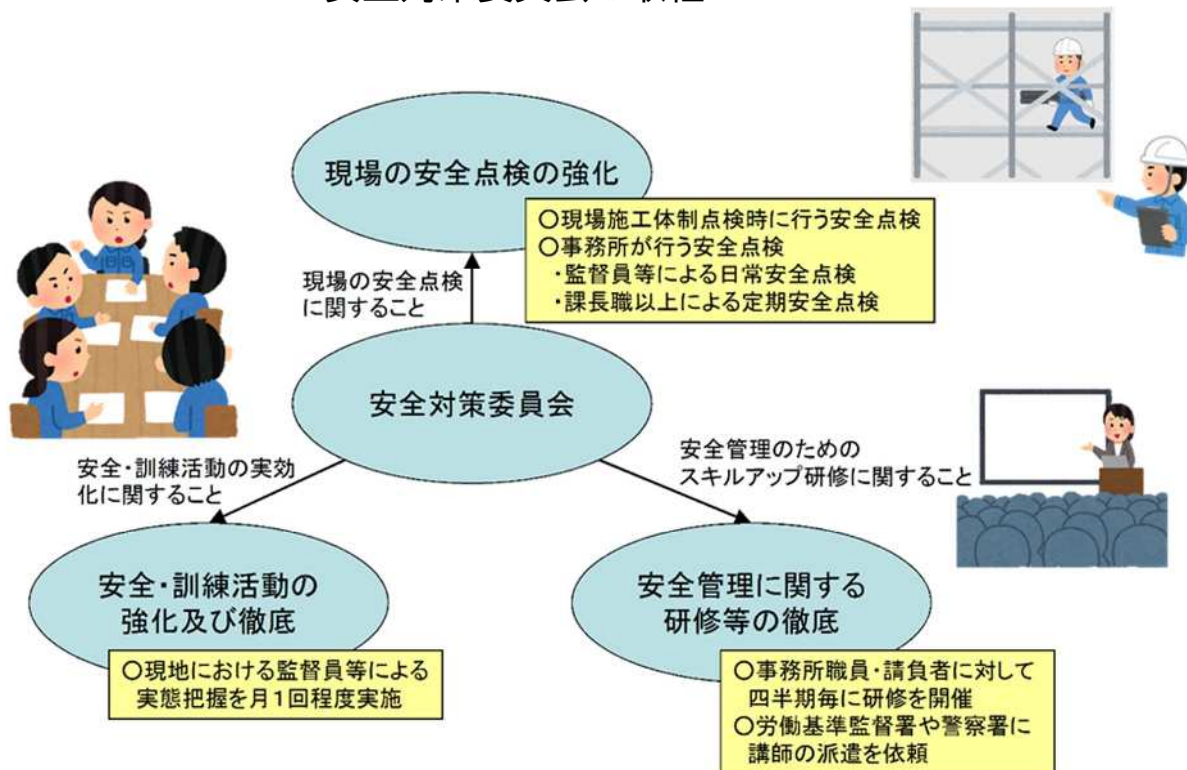 現場の安全点検の強化
〇現場施工体制点検時に行う安全点検
〇事務所が行う安全点検
・監督員等による日常安全点検
・課長職以上による定期安全点検
現場の安全点検
に関すること
安全対策委員会
安全・訓練活動の実効
化に関すること
安全管理のための
スキルアップ研修に関すること
安全・訓練活動の
強化及び徹底
〇現地における監督員等による
実態把握を月1回程度実施
安全管理に関する
研修等の徹底
〇事務所職員・請負者に対して
四半期毎に研修を開催
〇労働基準監督署や警察署に
講師の派遣を依頼